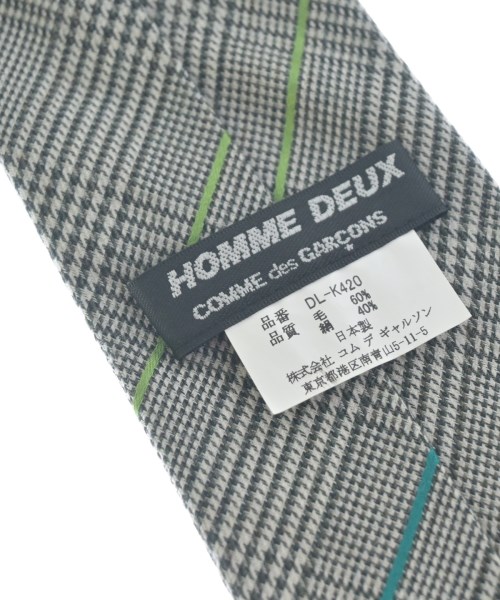 HOMME DEUX
COMME des GARÇONS
品番 DL-K420
品質 毛 60%
絹 40%
日本製
株式会社 コム デ ギャルソン
東京都港区南青山5-11-5